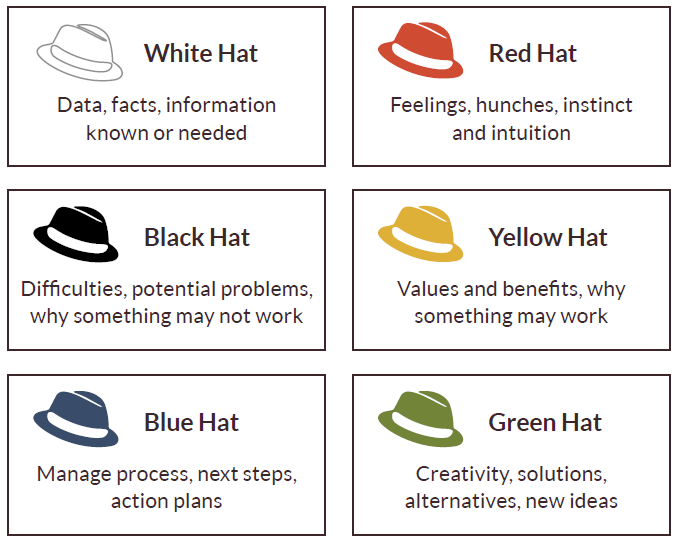 White Hat
Data, facts, information
known or needed
Red Hat
Feelings, hunches, instinct
and intuition
Black Hat
Difficulties, potential problems,
why something may not work
Yellow Hat
Values and benefits, why
something may work
Blue Hat
Manage process, next steps,
action plans
Green Hat
Creativity, solutions,
alternatives, new ideas